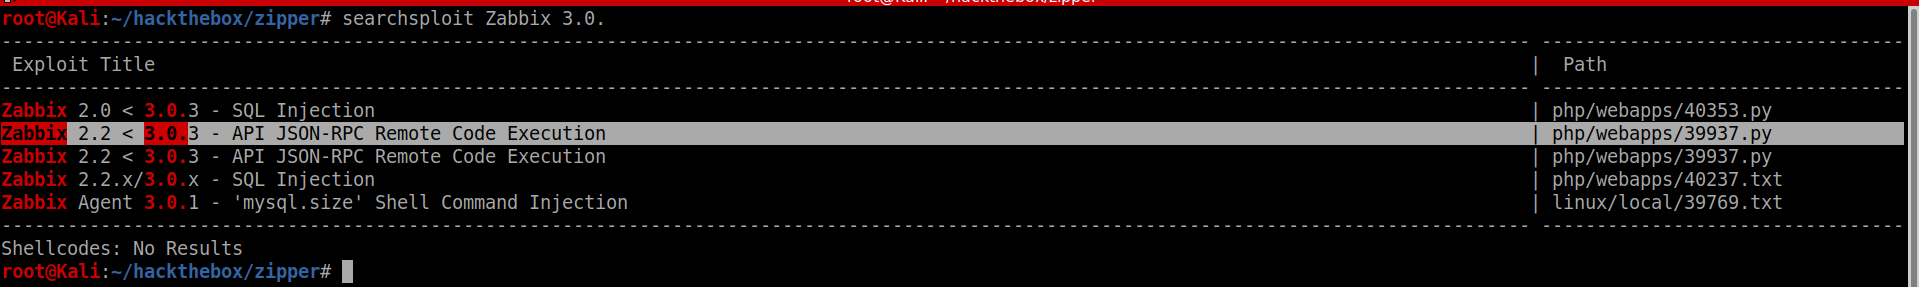 root@Kali:~/hackthebox/zipper
root@Kali:~/hackthebox/zipper# searchsploit Zabbix 3.0.
Exploit Title | Path
Zabbix 2.0 < 3.0.3 - SQL Injection | php/webapps/40353.py
Zabbix 2.2 < 3.0.3 - API JSON-RPC Remote Code Execution | php/webapps/39937.py
Zabbix 2.2 < 3.0.3 - API JSON-RPC Remote Code Execution | php/webapps/39937.py
Zabbix 2.2.x/3.0.x - SQL Injection | php/webapps/40237.txt
Zabbix Agent 3.0.1 - 'mysql.size' Shell Command Injection | linux/local/39769.txt
Shellcodes: No Results
root@Kali:~/hackthebox/zipper#